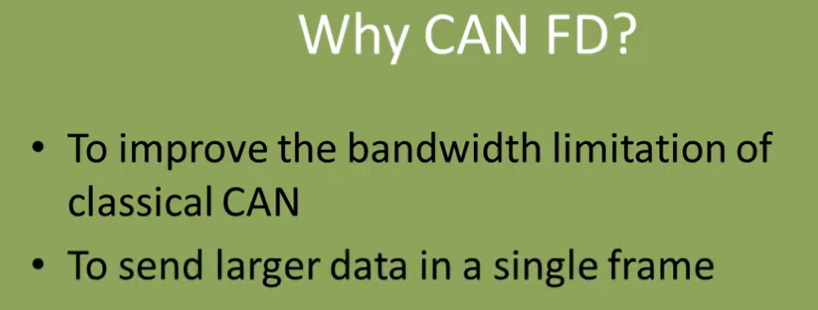 Why CAN FD?
• To improve the bandwidth limitation of
classical CAN
• To send larger data in a single frame